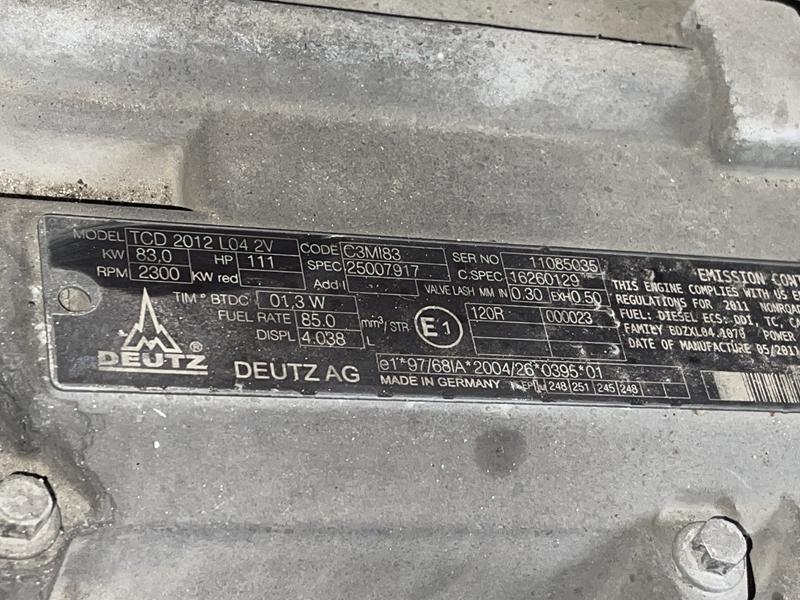 MODEL TCD 2012 L04 2V CODE C3MI83 SER NO 11085035
KW 83,0 HP 111 SPEC 25007917 C.SPEC 16260129
RPM 2300 KW red Add I VALVE LASH MM IN 0.30 EXH 0.50
TIM ° BTDC 01,3 W 120R 000023
FUEL RATE 85.0 mm³/STR E1
DISPL 4.038 L
DEUTZ ®
DEUTZ AG
e1*97/68IA*2004/26*0395*01
MADE IN GERMANY 248 251 245 248
EMISSION CONT
THIS ENGINE COMPLIES WITH US E
REGULATIONS FOR 2011 NONROA
FUEL: DIESEL ECS: DDI, TC, CA
FAMILY POWER
DATE OF MANUFACTURE 05/2011